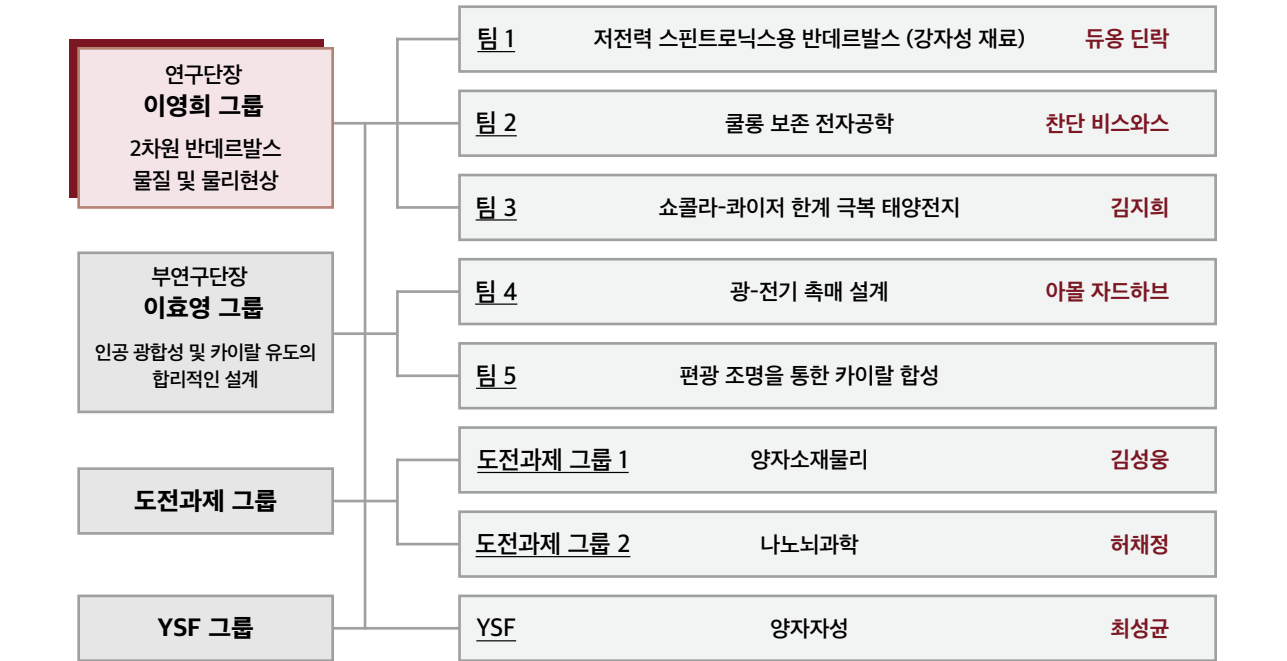 연구단장
이영희 그룹
2차원 반데르발스
물질 및 물리현상
팀 1 저전력 스핀트로닉스용 반데르발스 (강자성 재료) 듀옹 딘락
팀 2 쿨롱 보존 전자공학 찬단 비스와스
팀 3 쇼콜라-콰이저 한계 극복 태양전지 김지희
부연구단장
이효영 그룹
인공 광합성 및 카이랄 유도의
합리적인 설계
팀 4 광-전기 촉매 설계 아몰 자드하브
팀 5 편광 조명을 통한 카이랄 합성
도전과제 그룹
도전과제 그룹 1 양자소재물리 김성웅
도전과제 그룹 2 나노뇌과학 허채정
YSF 그룹
YSF 양자자성 최성균